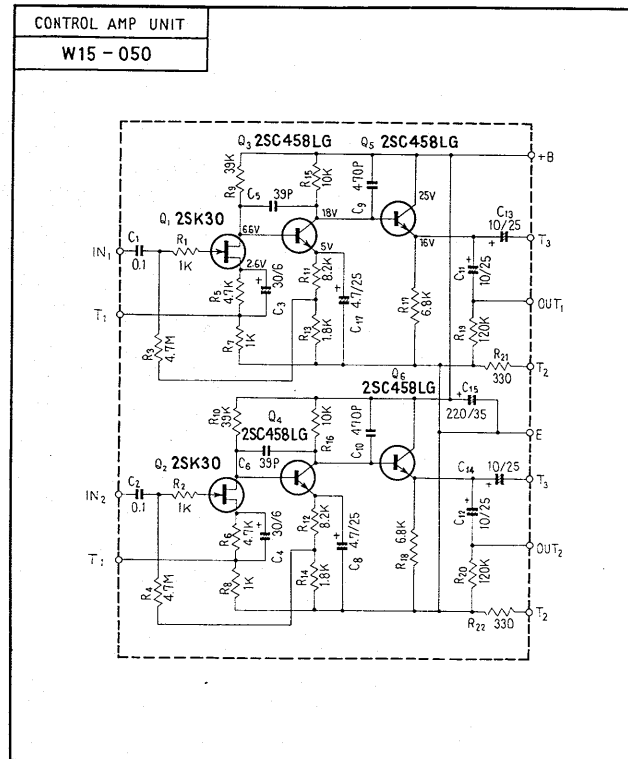 CONTROL AMP UNIT
W15-050
Q3 2SC458LG
Q5 2SC458LG
R9 39K
C5 39P
R15 10K
C9 470P
25V
+B
Q1 2SK30
6.6V
18V
16V
C13 10/25
T3
IN1
C1 0.1
R1 1K
2.6V
5V
R5 4.7K
30/6 C3
R11 8.2K
4.7/25 C17
R17 6.8K
C11 10/25
OUT1
T1
R3 4.7M
R7 1K
R13 1.8K
R19 120K
R21 330
T2
Q6 2SC458LG
C15 220/35
E
R10 39K
Q4 2SC458LG
C6 39P
10K R16
C10 470P
Q2 2SK30
C14 10/25
T3
IN2
C2 0.1
R2 1K
R6 4.7K
30/6 C4
R12 8.2K
4.7/25 C8
6.8K R18
C12 10/25
OUT2
R4 4.7M
R8 1K
R14 1.8K
R20 120K
R22 330
T2